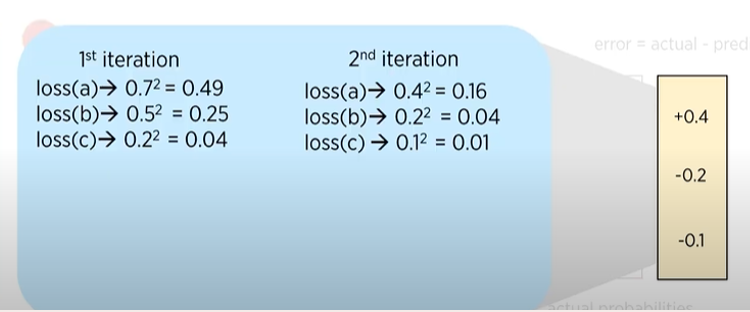 1st iteration
loss(a)→ 0.7² = 0.49
loss(b)→ 0.5² = 0.25
loss(c)→ 0.2² = 0.04
2nd iteration
loss(a)→ 0.4² = 0.16
loss(b)→ 0.2² = 0.04
loss(c) → 0.1² = 0.01
error = actual - pred
+0.4
-0.2
-0.1
actual probabilities